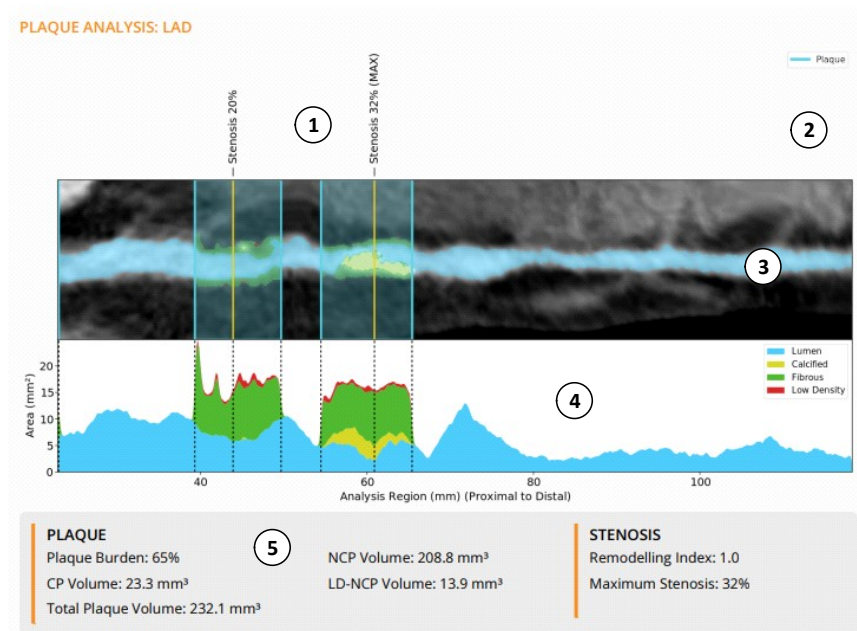 PLAQUE ANALYSIS: LAD
Plaque
Stenosis 20%
1
Stenosis 32% (MAX)
2
3
Area (mm²)
20
15
10
5
0
Lumen
Calcified
Fibrous
Low Density
4
40
60
80
100
Analysis Region (mm) (Proximal to Distal)
PLAQUE
5
Plaque Burden: 65%
NCP Volume: 208.8 mm³
CP Volume: 23.3 mm³
LD-NCP Volume: 13.9 mm³
Total Plaque Volume: 232.1 mm³
STENOSIS
Remodelling Index: 1.0
Maximum Stenosis: 32%